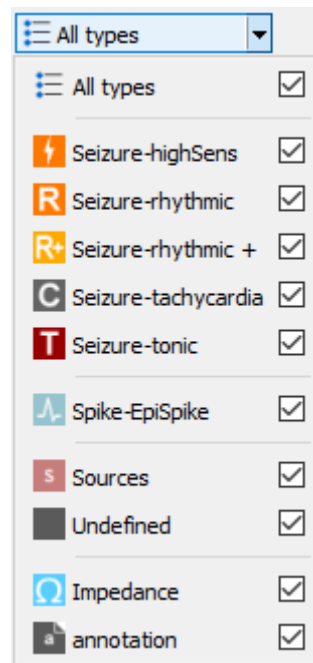 All types
All types
Seizure-highSens
R Seizure-rhythmic
R+ Seizure-rhythmic +
C Seizure-tachycardia
T Seizure-tonic
Spike-EpiSpike
s Sources
Undefined
Ω Impedance
a annotation